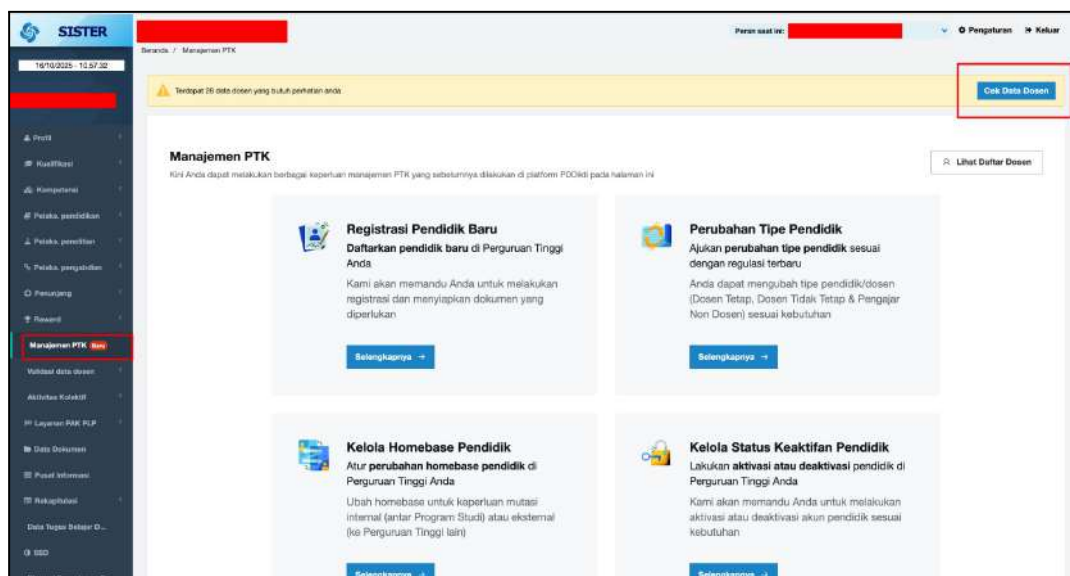 SISTER
Peran saat ini:
Pengaturan
Keluar
Beranda / Manajemen PTK
16/10/2025 - 10.57.32
Terdapat 26 data dosen yang butuh perhatian anda
Cek Data Dosen
Profil
Kualifikasi
Kompetensi
Pelaks. pendidikan
Pelaks. penelitian
Pelaks. pengabdian
Penunjang
Reward
Manajemen PTK Baru
Validasi data dosen
Aktivitas Kolektif
Layanan PAK PLP
Data Dokumen
Pusat Informasi
Rekapitulasi
Data Tugas Belajar D...
Manajemen PTK
Kini Anda dapat melakukan berbagai keperluan manajemen PTK yang sebelumnya dilakukan di platform PDDikti pada halaman ini
Lihat Daftar Dosen
Registrasi Pendidik Baru
Daftarkan pendidik baru di Perguruan Tinggi
Anda
Kami akan memandu Anda untuk melakukan
registrasi dan menyiapkan dokumen yang
diperlukan
Selengkapnya →
Perubahan Tipe Pendidik
Ajukan perubahan tipe pendidik sesuai
dengan regulasi terbaru
Anda dapat mengubah tipe pendidik/dosen
(Dosen Tetap, Dosen Tidak Tetap & Pengajar
Non Dosen) sesuai kebutuhan
Selengkapnya →
Kelola Homebase Pendidik
Atur perubahan homebase pendidik di
Perguruan Tinggi Anda
Ubah homebase untuk keperluan mutasi
internal (antar Program Studi) atau eksternal
(ke Perguruan Tinggi lain)
Selengkapnya →
Kelola Status Keaktifan Pendidik
Lakukan aktivasi atau deaktivasi pendidik di
Perguruan Tinggi Anda
Kami akan memandu Anda untuk melakukan
aktivasi atau deaktivasi akun pendidik sesuai
kebutuhan
Selengkapnya →